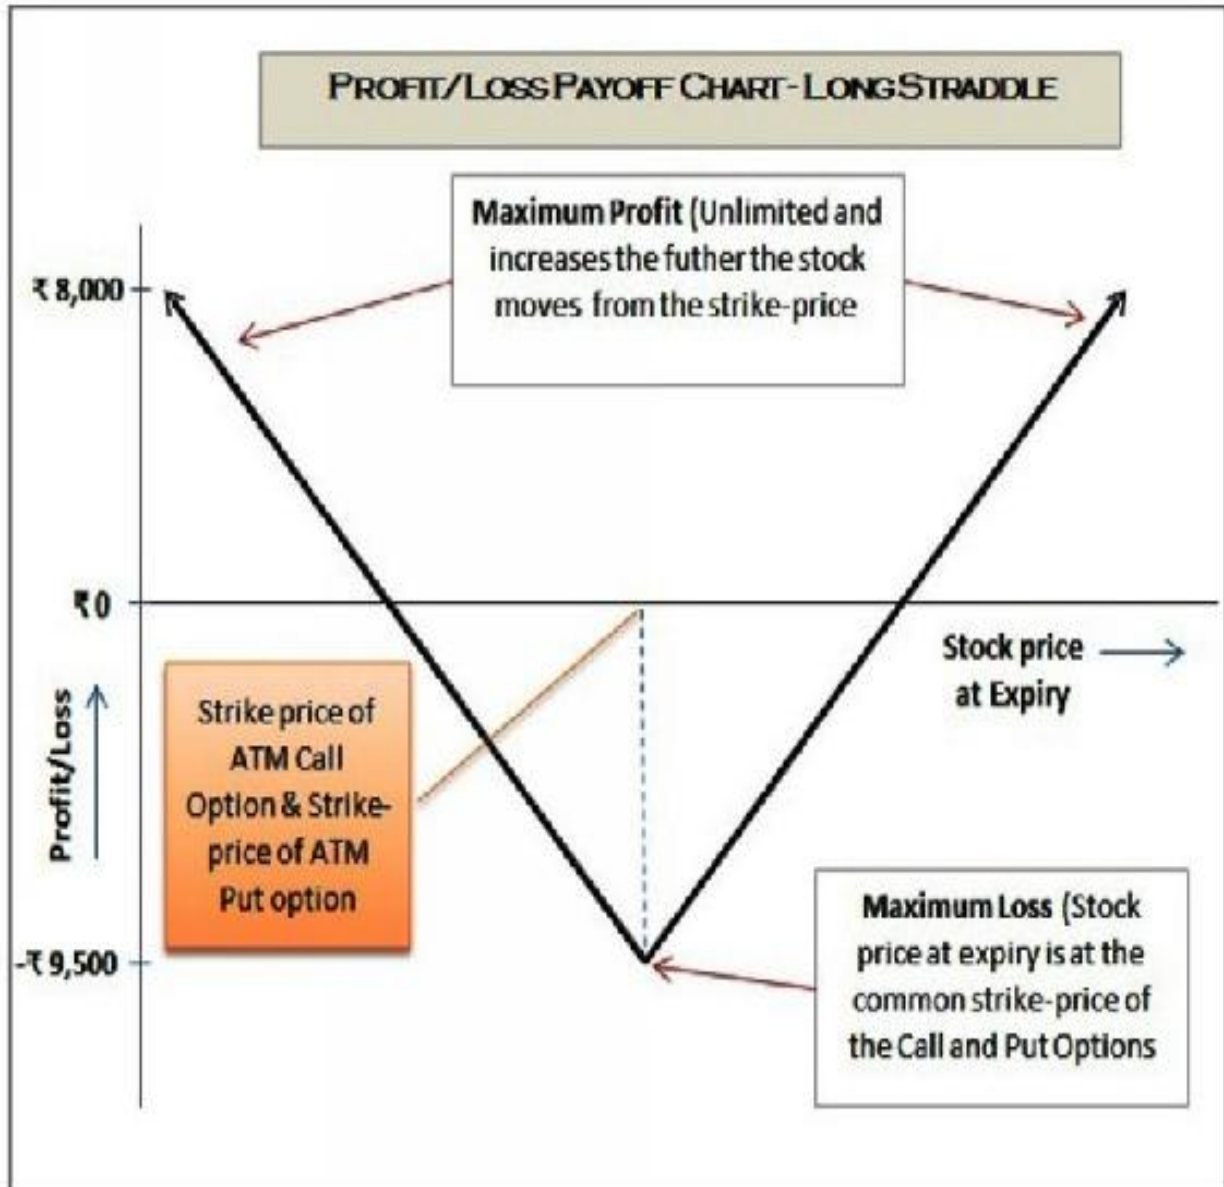 PROFIT/LOSS PAYOFF CHART - LONG STRADDLE
Maximum Profit (Unlimited and
increases the futher the stock
moves from the strike-price
₹ 8,000
₹ 0
Stock price
at Expiry
Profit/Loss
Strike price of
ATM Call
Option & Strike-
price of ATM
Put option
-₹ 9,500
Maximum Loss (Stock
price at expiry is at the
common strike-price of
the Call and Put Options